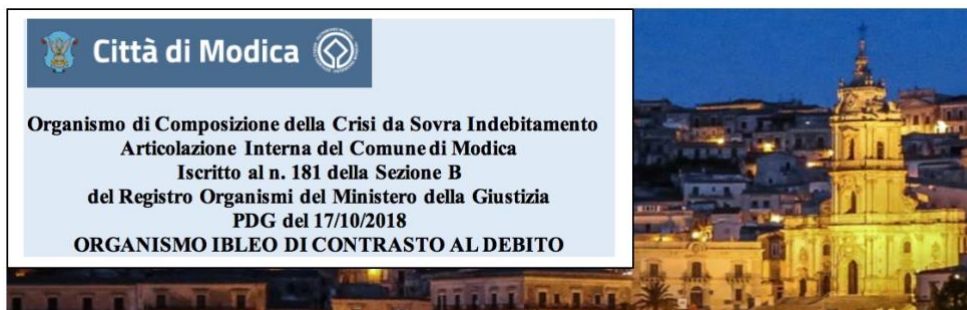 Città di Modica
Organismo di Composizione della Crisi da Sovra Indebitamento
Articolazione Interna del Comune di Modica
Iscritto al n. 181 della Sezione B
del Registro Organismi del Ministero della Giustizia
PDG del 17/10/2018
ORGANISMO IBLEO DI CONTRASTO AL DEBITO